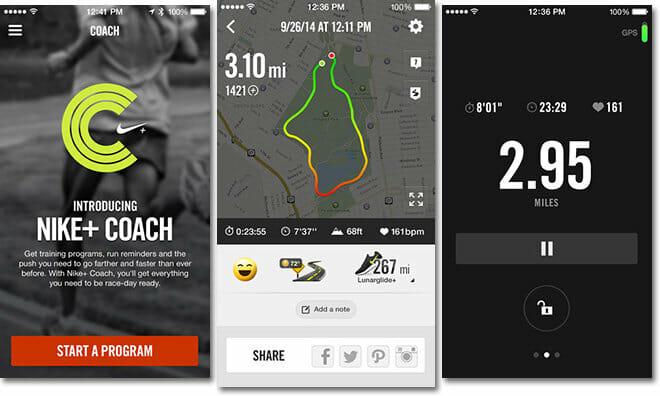 12:41 PM
COACH
INTRODUCING
NIKE+ COACH
Get training programs, run reminders and the
push you need to go farther and faster than ever
before. With Nike+ Coach, you'll get everything
you need to be race-day ready.
START A PROGRAM
12:36 PM 100%
9/26/14 AT 12:11 PM
3.10 mi
1421
0:23:55 7'37" 68ft 161bpm
72°
267 mi
Lunarglide+
Add a note
SHARE
12:36 PM 100%
GPS
8'01" 23:29 161
2.95
MILES